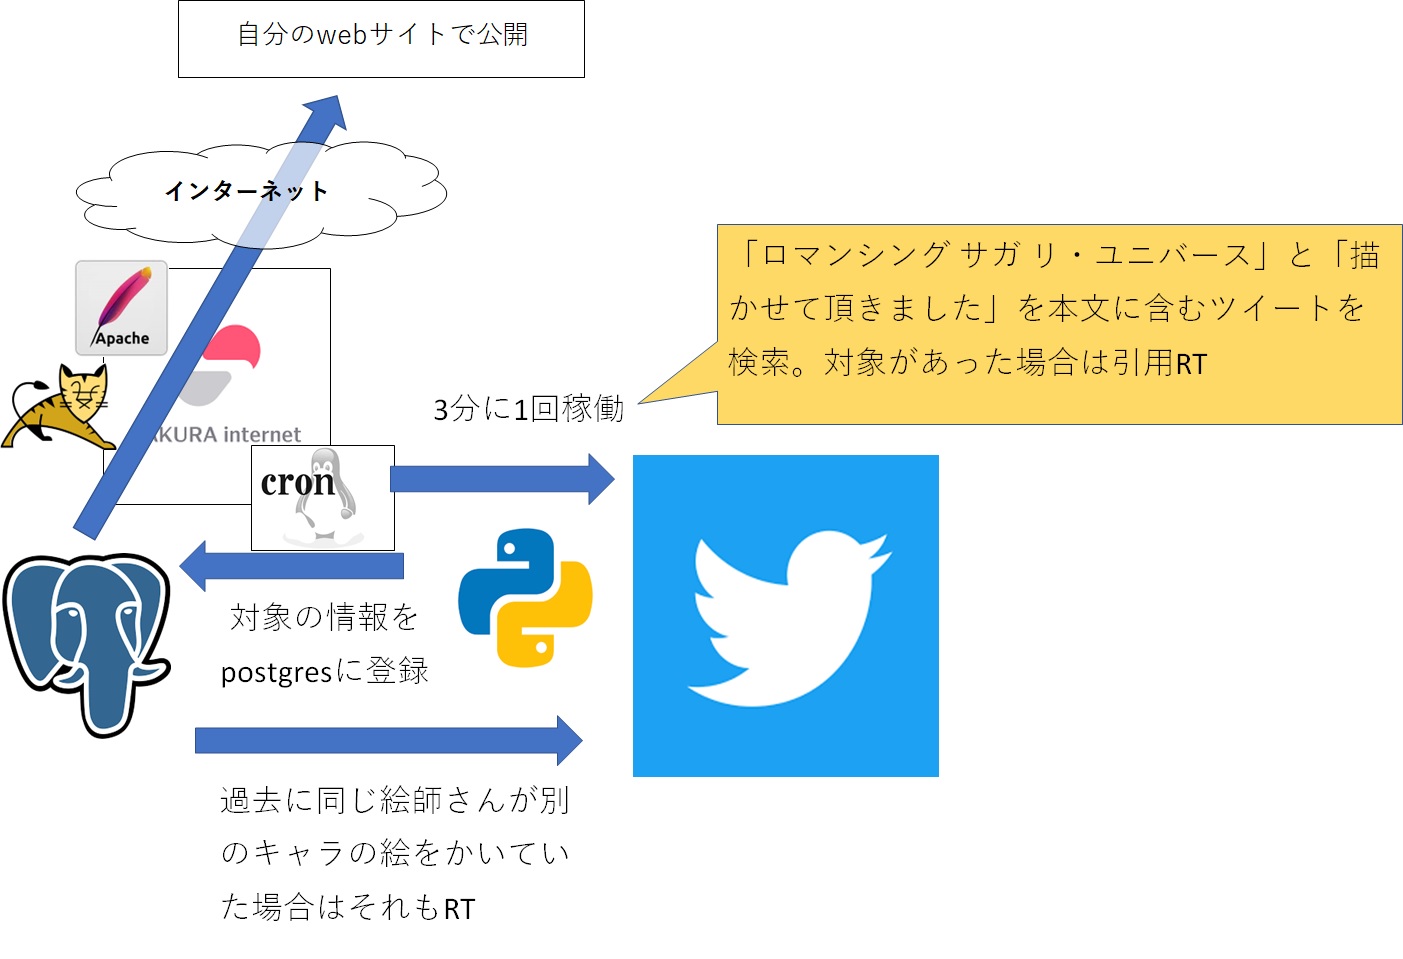 自分のwebサイトで公開
インターネット
Apache
「ロマンシング サガ リ・ユニバース」と「描
かせて頂きました」を本文に含むツイートを
検索。対象があった場合は引用RT
3分に1回稼働
KURA internet
cron
対象の情報を
postgresに登録
過去に同じ絵師さんが別
のキャラの絵をかいてい
た場合はそれもRT